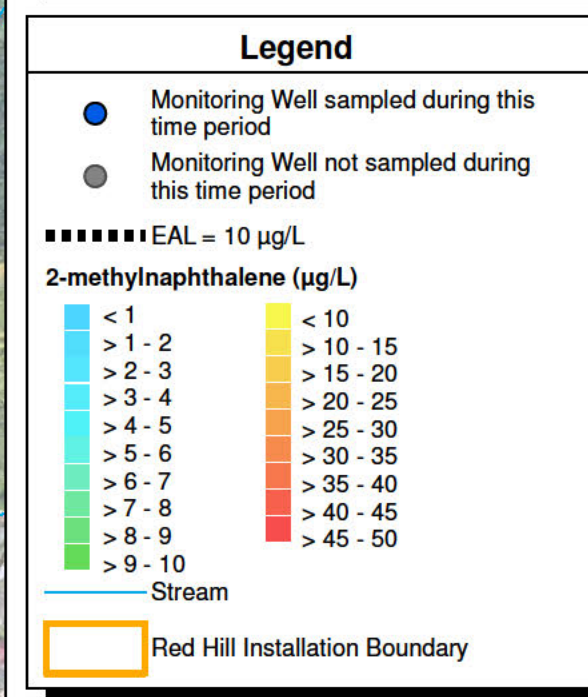 Legend
Monitoring Well sampled during this
time period
Monitoring Well not sampled during
this time period
EAL = 10 µg/L
2-methylnaphthalene (µg/L)
< 1
> 1 - 2
> 2 - 3
> 3 - 4
> 4 - 5
> 5 - 6
> 6 - 7
> 7 - 8
> 8 - 9
> 9 - 10
< 10
> 10 - 15
> 15 - 20
> 20 - 25
> 25 - 30
> 30 - 35
> 35 - 40
> 40 - 45
> 45 - 50
Stream
Red Hill Installation Boundary